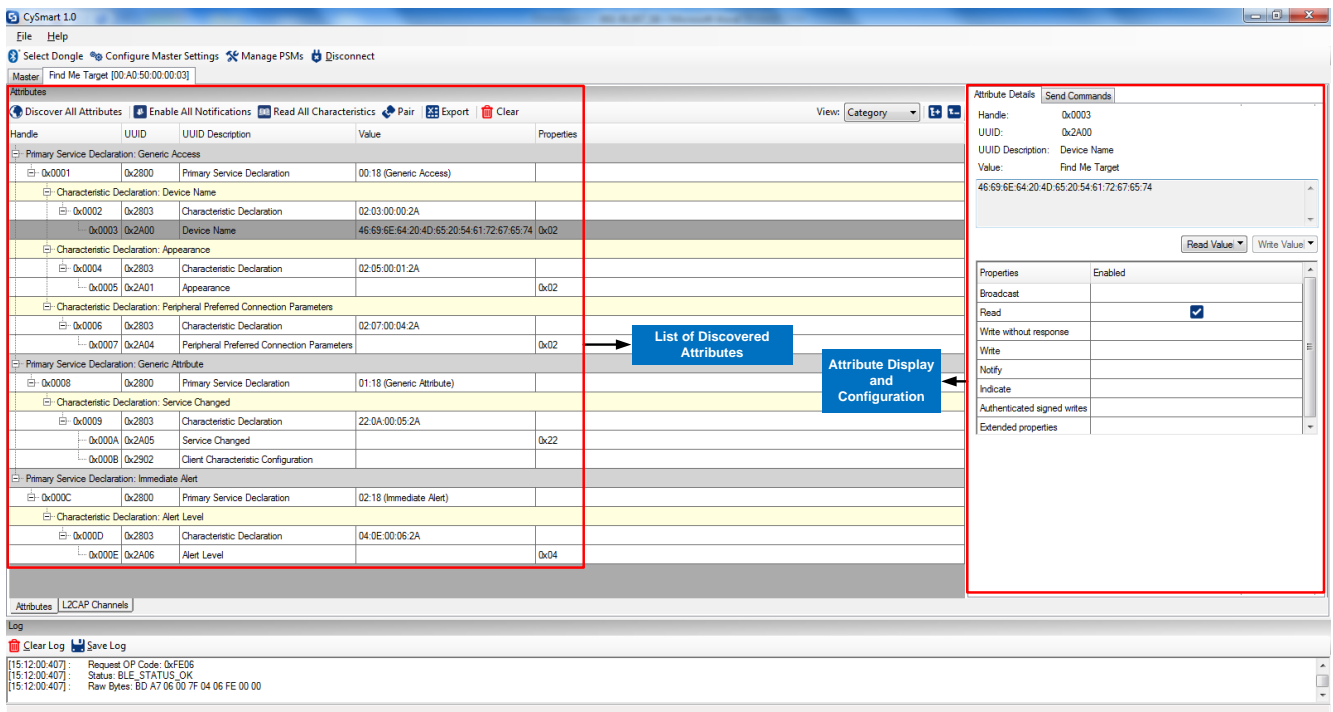 CySmart 1.0
File Help
Select Dongle Configure Master Settings Manage PSMs Disconnect
Master Find Me Target [00:A0:50:00:00:03]
Attributes
Discover All Attributes Enable All Notifications Read All Characteristics Pair Export Clear View: Category
Handle UUID UUID Description Value Properties
Primary Service Declaration: Generic Access
0x0001 0x2800 Primary Service Declaration 00:18 (Generic Access)
Characteristic Declaration: Device Name
0x0002 0x2803 Characteristic Declaration 02:03:00:00:2A
0x0003 0x2A00 Device Name 46:69:6E:64:20:4D:65:20:54:61:72:67:65:74 0x02
Characteristic Declaration: Appearance
0x0004 0x2803 Characteristic Declaration 02:05:00:01:2A
0x0005 0x2A01 Appearance 0x02
Characteristic Declaration: Peripheral Preferred Connection Parameters
0x0006 0x2803 Characteristic Declaration 02:07:00:04:2A
0x0007 0x2A04 Peripheral Preferred Connection Parameters 0x02
Primary Service Declaration: Generic Attribute
0x0008 0x2800 Primary Service Declaration 01:18 (Generic Attribute)
Characteristic Declaration: Service Changed
0x0009 0x2803 Characteristic Declaration 22:0A:00:05:2A
0x000A 0x2A05 Service Changed 0x22
0x000B 0x2902 Client Characteristic Configuration
Primary Service Declaration: Immediate Alert
0x000C 0x2800 Primary Service Declaration 02:18 (Immediate Alert)
Characteristic Declaration: Alert Level
0x000D 0x2803 Characteristic Declaration 04:0E:00:06:2A
0x000E 0x2A06 Alert Level 0x04
List of Discovered
Attributes
Attribute Display
and
Configuration
Attribute Details Send Commands
Handle: 0x0003
UUID: 0x2A00
UUID Description: Device Name
Value: Find Me Target
46:69:6E:64:20:4D:65:20:54:61:72:67:65:74
Read Value Write Value
Properties Enabled
Broadcast
Read
Write without response
Write
Notify
Indicate
Authenticated signed writes
Extended properties
Attributes L2CAP Channels
Log
Clear Log Save Log
[15:12:00:407] : Request OP Code: 0xFE06
[15:12:00:407] : Status: BLE_STATUS_OK
[15:12:00:407] : Raw Bytes: BD A7 06 00 7F 04 06 FE 00 00